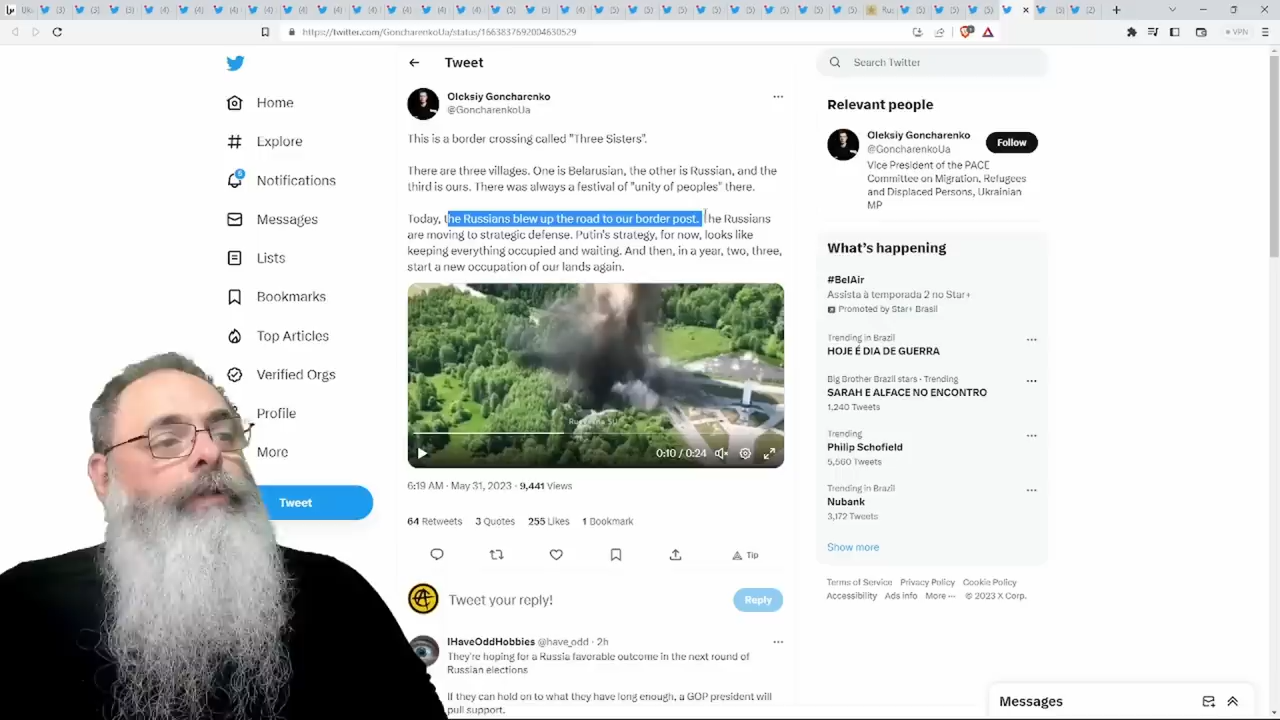 https://twitter.com/GoncharenkoUa/status/1663837692004630529
VPN
Home
Explore
Notifications
Messages
Lists
Bookmarks
Top Articles
Verified Orgs
Profile
More
Tweet
Tweet
Oleksiy Goncharenko
@GoncharenkoUa
This is a border crossing called "Three Sisters".
There are three villages. One is Belarusian, the other is Russian, and the
third is ours. There was always a festival of "unity of peoples" there.
Today, the Russians blew up the road to our border post. The Russians
are moving to strategic defense. Putin's strategy, for now, looks like
keeping everything occupied and waiting. And then, in a year, two, three,
start a new occupation of our lands again.
0:10 / 0:24
6:19 AM · May 31, 2023 · 9,441 Views
64 Retweets 3 Quotes 255 Likes 1 Bookmark
Tip
Tweet your reply!
Reply
IHaveOddHobbies @have_odd · 2h
They're hoping for a Russia favorable outcome in the next round of
Russian elections
If they can hold on to what they have long enough, a GOP president will
pull support.
Search Twitter
Relevant people
Oleksiy Goncharenko
@GoncharenkoUa
Follow
Vice President of the PACE
Committee on Migration, Refugees
and Displaced Persons, Ukrainian
MP
What's happening
#BelAir
Assista à temporada 2 no Star+
Promoted by Star+ Brasil
Trending in Brazil
HOJE É DIA DE GUERRA
Big Brother Brazil stars · Trending
SARAH E ALFACE NO ENCONTRO
1,240 Tweets
Trending
Philip Schofield
5,560 Tweets
Trending in Brazil
Nubank
3,172 Tweets
Show more
Terms of Service Privacy Policy Cookie Policy
Accessibility Ads info More ··· © 2023 X Corp.
Messages